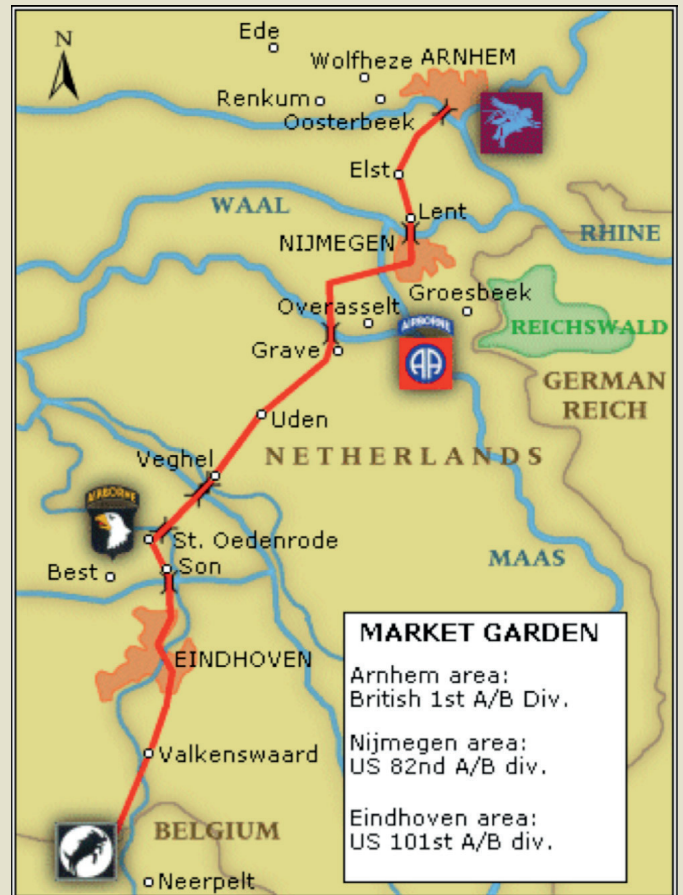 N
Ede
Wolfheze
ARNHEM
Renkum
Oosterbeek
Elst
WAAL
Lent
RHINE
NIJMEGEN
Groesbeek
Overasselt
REICHSWALD
AIRBORNE
AA
Grave
GERMAN
REICH
Uden
NETHERLANDS
Veghel
AIRBORNE
St. Oedenrode
MAAS
Best
Son
EINDHOVEN
Valkenswaard
BELGIUM
Neerpelt
MARKET GARDEN
Arnhem area:
British 1st A/B Div.
Nijmegen area:
US 82nd A/B div.
Eindhoven area:
US 101st A/B div.